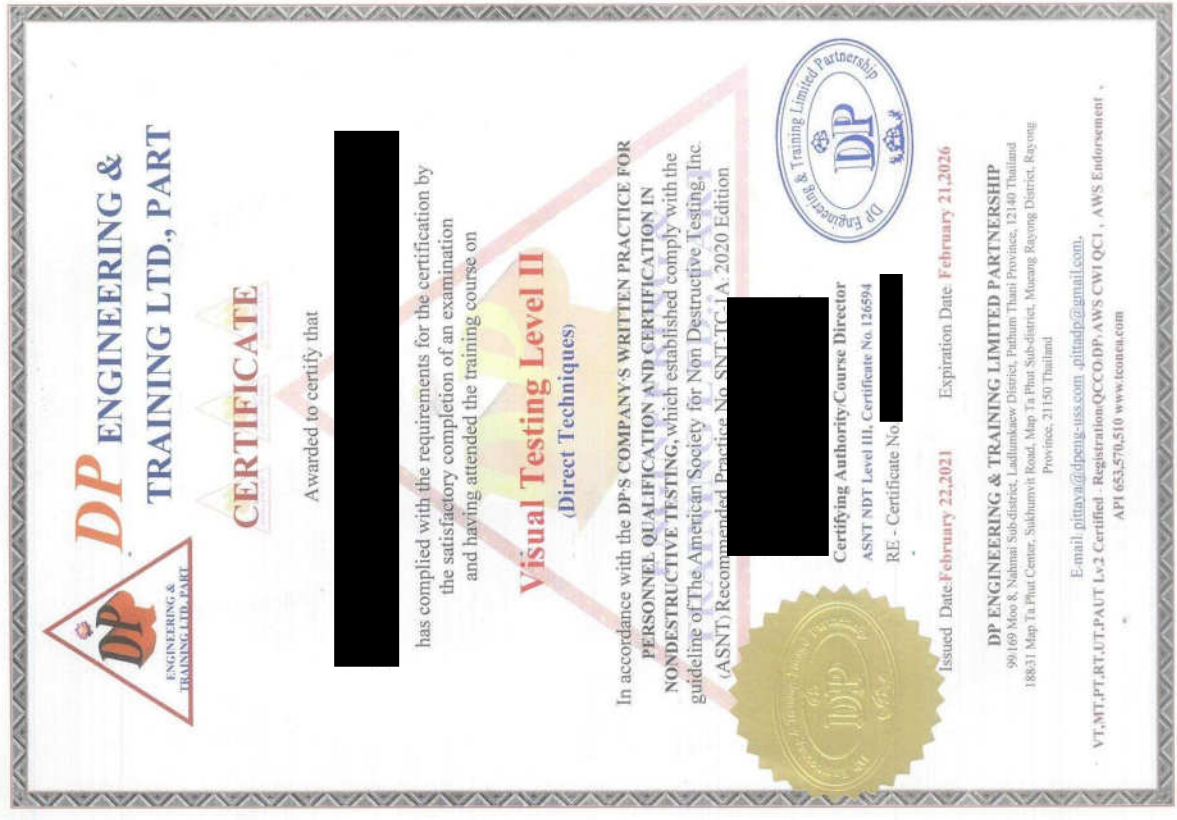 DP ENGINEERING &
TRAINING LTD., PART
DP
ENGINEERING &
TRAINING LTD. PART
CERTIFICATE
Awarded to certify that
has complied with the requirements for the certification by
the satisfactory completion of an examination
and having attended the training course on
Visual Testing Level II
(Direct Techniques)
In accordance with the DP'S COMPANY'S WRITTEN PRACTICE FOR
PERSONNEL QUALIFICATION AND CERTIFICATION IN
NONDESTRUCTIVE TESTING, which established comply with the
guideline of The American Society for Non Destructive Testing, Inc.
(ASNT) Recommended Practice No. SNT-TC-1A: 2020 Edition
Certifying Authority/Course Director
ASNT NDT Level III, Certificate No. 126594
RE - Certificate No.
DP Engineering & Training Limited Partnership
DP
DP
Issued Date: February 22,2021 Expiration Date: February 21,2026
DP ENGINEERING & TRAINING LIMITED PARTNERSHIP
99/169 Moo 8, Nahmai Sub-district, Ladlumkaew District, Pathum Thani Province, 12140 Thailand
188/31 Map Ta Phut Center, Sukhumvit Road, Map Ta Phut Sub-district, Mueang Rayong District, Rayong
Province, 21150 Thailand
E-mail: pittaya@dpeng-uss.com ,pittadp@gmail.com,
VT,MT,PT,RT,UT,PAUT Lv.2 Certified - Registration:QCCO:DP: AWS CWI QC1 , AWS Endorsement ,
API 653,570,510 www.tconea.com